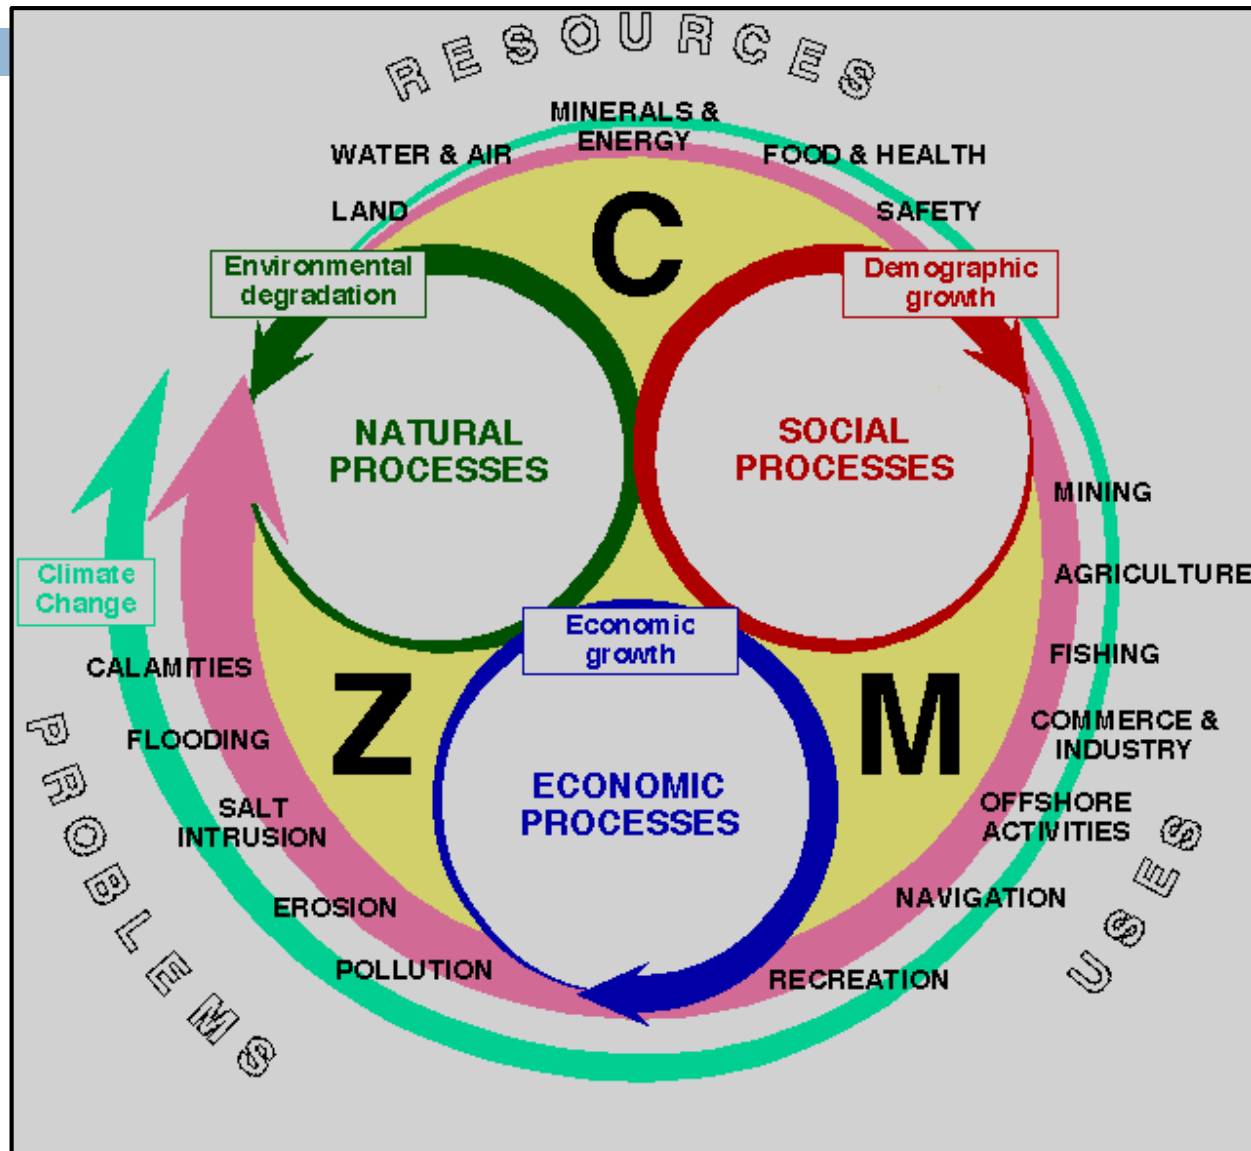 RESOURCES
MINERALS &
ENERGY
WATER & AIR
FOOD & HEALTH
LAND
SAFETY
C
Environmental
degradation
Demographic
growth
NATURAL
PROCESSES
SOCIAL
PROCESSES
MINING
AGRICULTURE
FISHING
COMMERCE &
INDUSTRY
OFFSHORE
ACTIVITIES
NAVIGATION
RECREATION
USES
Climate
Change
Economic
growth
Z
M
ECONOMIC
PROCESSES
CALAMITIES
FLOODING
SALT
INTRUSION
EROSION
POLLUTION
PROBLEMS